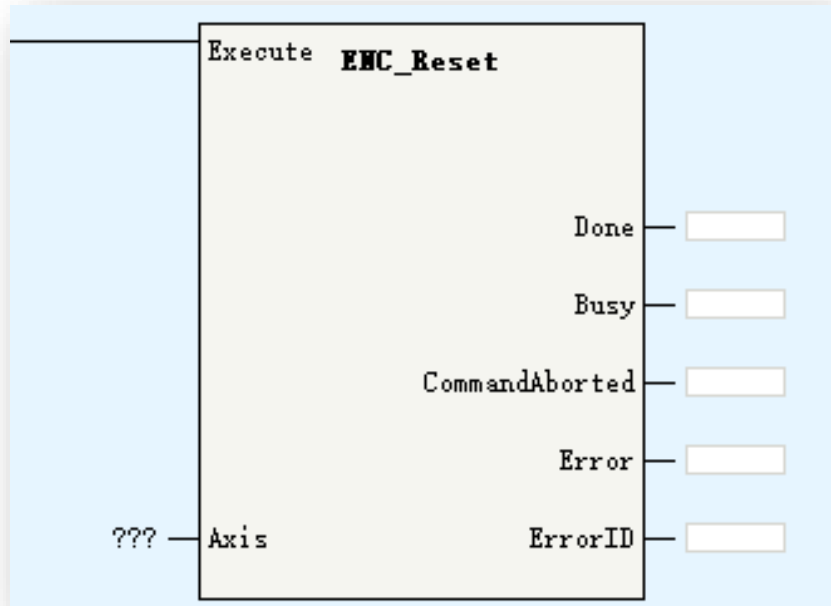 Execute ENC_Reset
Done
Busy
CommandAborted
Error
??? Axis ErrorID